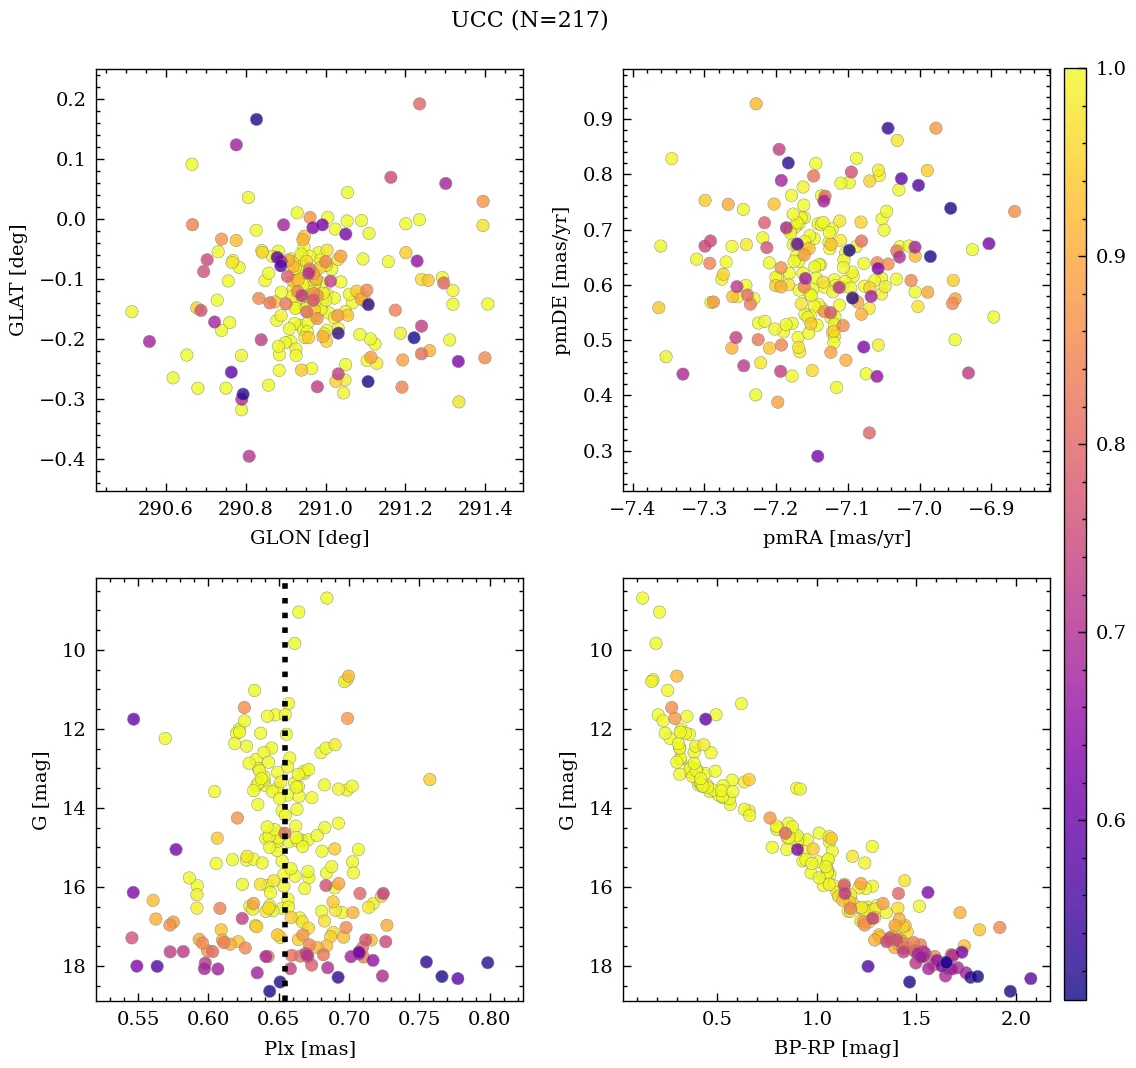 UCC (N=217)
0.2
0.1
0.0
−0.1
−0.2
−0.3
−0.4
GLAT [deg]
290.6 290.8 291.0 291.2 291.4
GLON [deg]
0.9
0.8
0.7
0.6
0.5
0.4
0.3
pmDE [mas/yr]
−7.4 −7.3 −7.2 −7.1 −7.0 −6.9
pmRA [mas/yr]
10
12
14
16
18
G [mag]
0.55 0.60 0.65 0.70 0.75 0.80
Plx [mas]
10
12
14
16
18
G [mag]
0.5 1.0 1.5 2.0
BP-RP [mag]
1.0
0.9
0.8
0.7
0.6